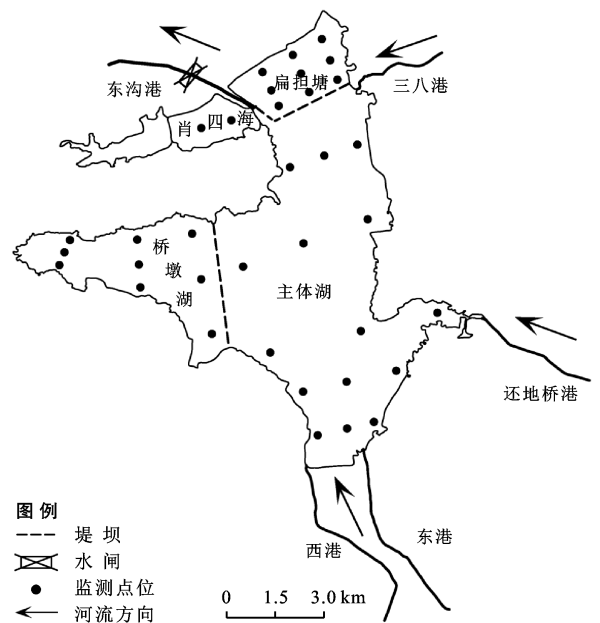 东沟港
扁担塘
三八港
肖四海
桥墩湖
主体湖
还地桥港
西港
东港
图例
堤坝
水闸
监测点位
河流方向
0 1.5 3.0 km